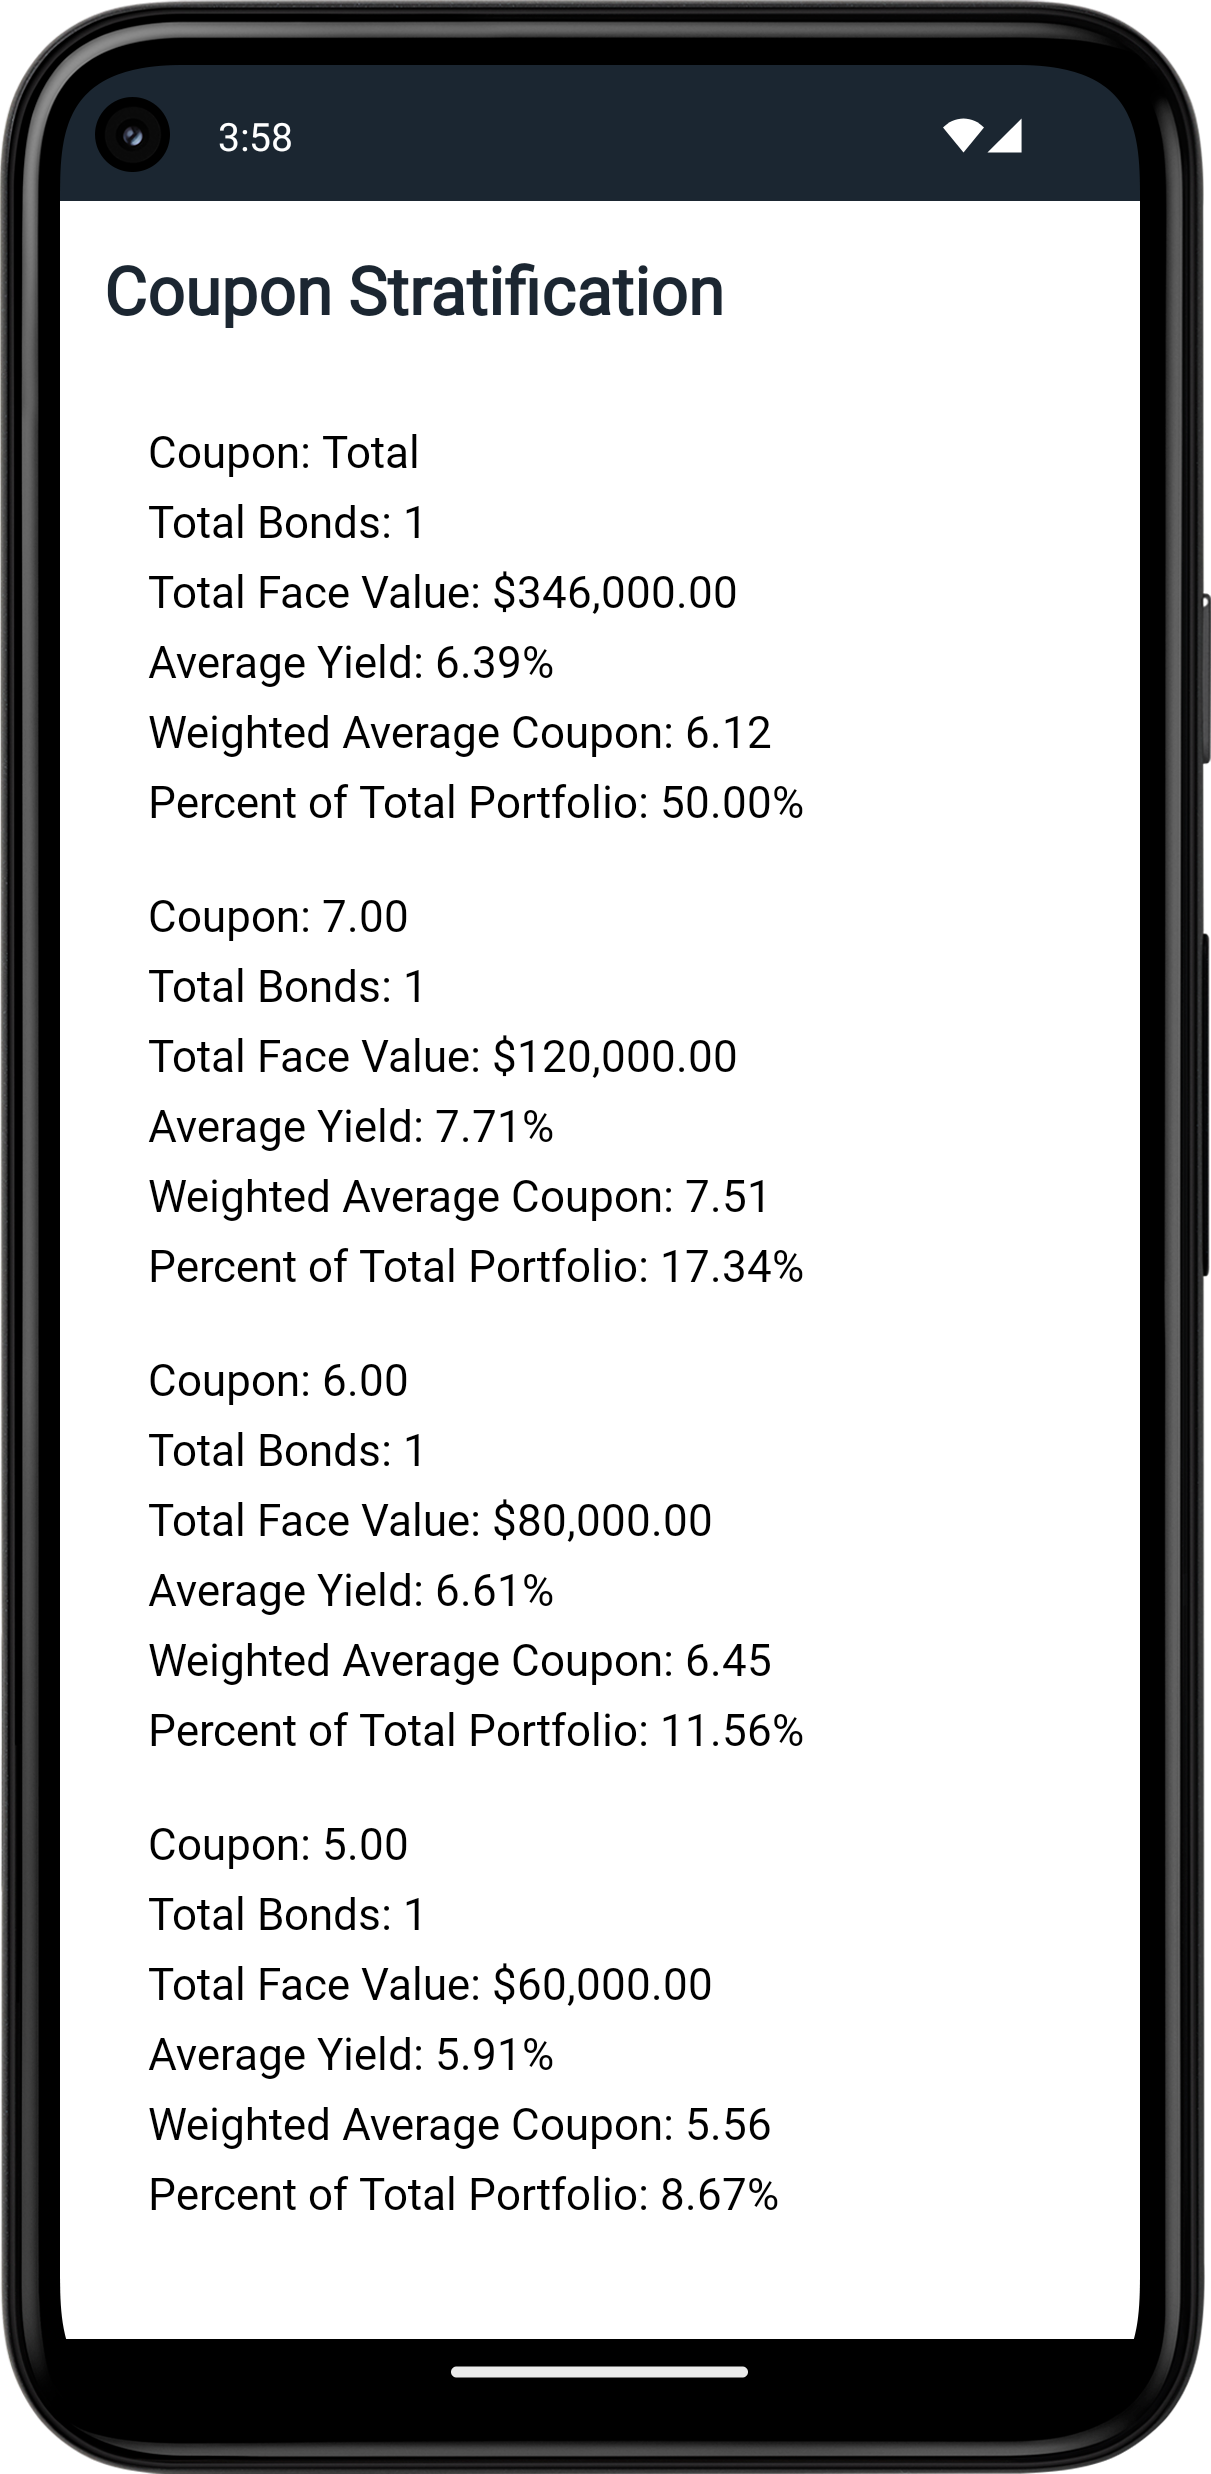 3:58
Coupon Stratification
Coupon: Total
Total Bonds: 1
Total Face Value: $346,000.00
Average Yield: 6.39%
Weighted Average Coupon: 6.12
Percent of Total Portfolio: 50.00%
Coupon: 7.00
Total Bonds: 1
Total Face Value: $120,000.00
Average Yield: 7.71%
Weighted Average Coupon: 7.51
Percent of Total Portfolio: 17.34%
Coupon: 6.00
Total Bonds: 1
Total Face Value: $80,000.00
Average Yield: 6.61%
Weighted Average Coupon: 6.45
Percent of Total Portfolio: 11.56%
Coupon: 5.00
Total Bonds: 1
Total Face Value: $60,000.00
Average Yield: 5.91%
Weighted Average Coupon: 5.56
Percent of Total Portfolio: 8.67%